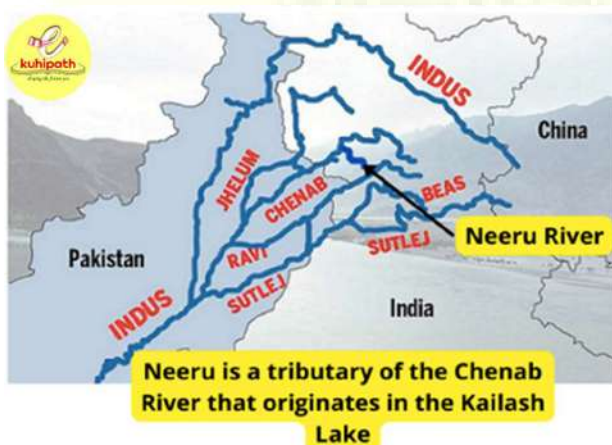 kuhipath
INDUS
China
JHELUM
CHENAB
BEAS
Neeru River
Pakistan
RAVI
SUTLEJ
SUTLEJ
INDUS
India
Neeru is a tributary of the Chenab
River that originates in the Kailash
Lake